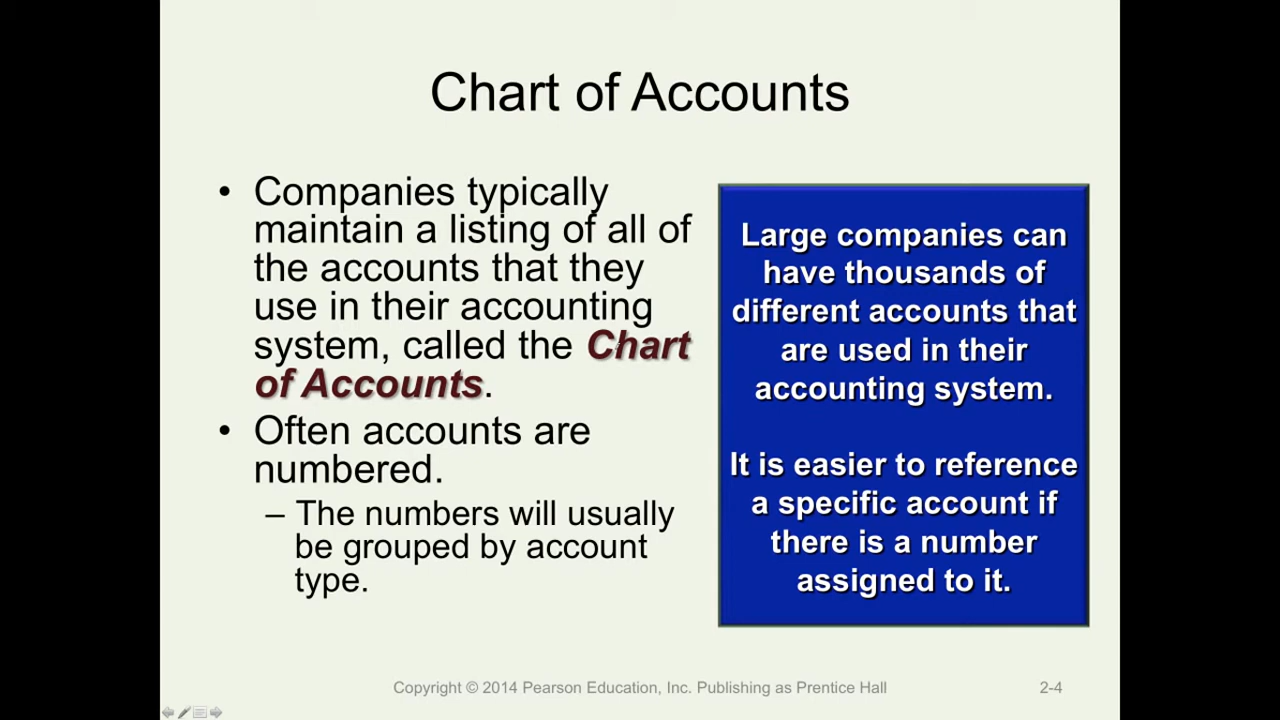 Chart of Accounts
• Companies typically
maintain a listing of all of
the accounts that they
use in their accounting
system, called the Chart
of Accounts.
• Often accounts are
numbered.
– The numbers will usually
be grouped by account
type.
Large companies can
have thousands of
different accounts that
are used in their
accounting system.
It is easier to reference
a specific account if
there is a number
assigned to it.
Copyright © 2014 Pearson Education, Inc. Publishing as Prentice Hall
2-4